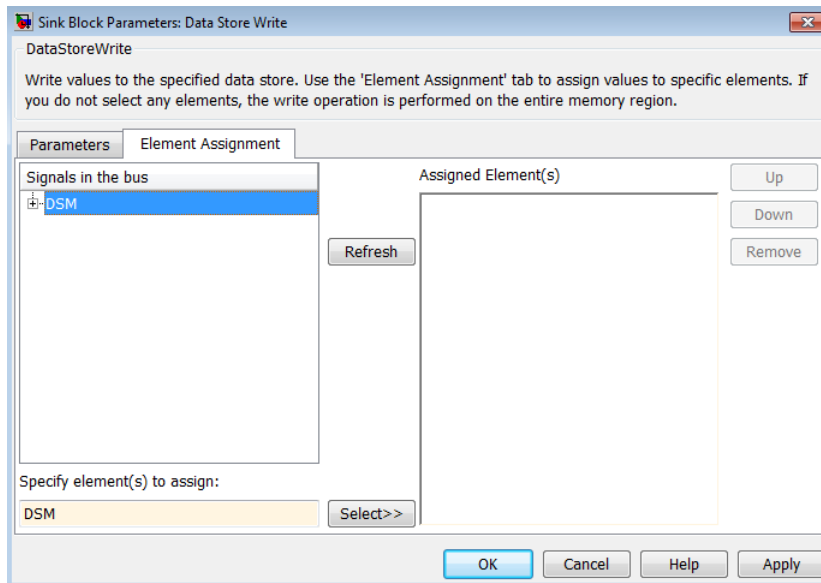 Sink Block Parameters: Data Store Write
DataStoreWrite
Write values to the specified data store. Use the 'Element Assignment' tab to assign values to specific elements. If
you do not select any elements, the write operation is performed on the entire memory region.
Parameters
Element Assignment
Signals in the bus
DSM
Refresh
Assigned Element(s)
Up
Down
Remove
Specify element(s) to assign:
DSM
Select>>
OK
Cancel
Help
Apply